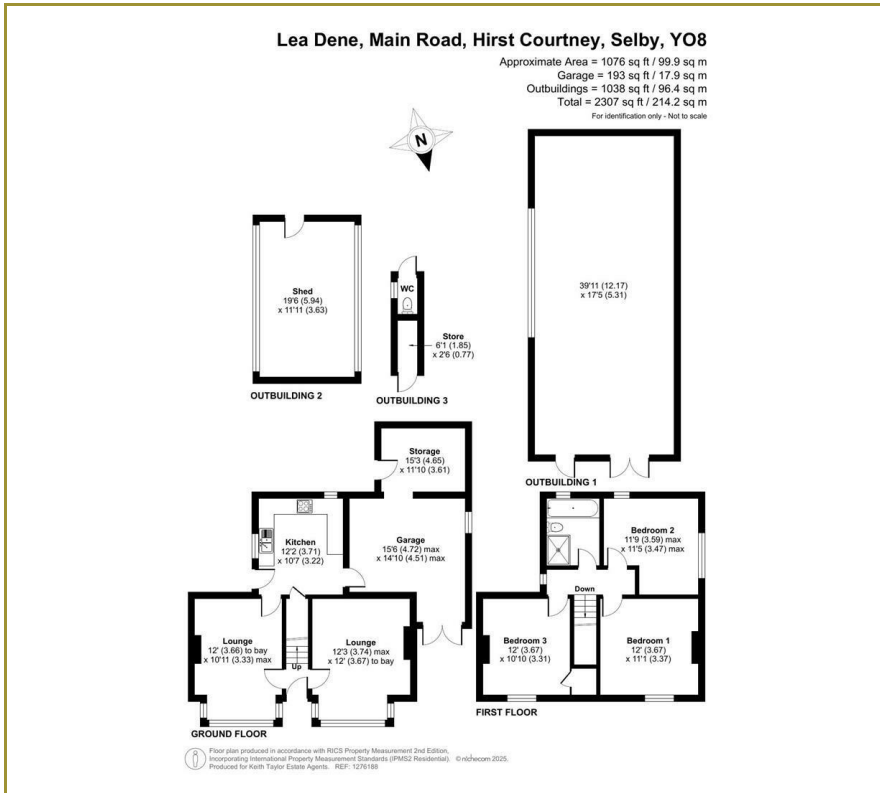 Lea Dene, Main Road, Hirst Courtney, Selby, YO8
Approximate Area = 1076 sq ft / 99.9 sq m
Garage = 193 sq ft / 17.9 sq m
Outbuildings = 1038 sq ft / 96.4 sq m
Total = 2307 sq ft / 214.2 sq m
For identification only - Not to scale
N
Shed
19'6 (5.94)
x 11'11 (3.63)
OUTBUILDING 2
WC
Store
6'1 (1.85)
x 2'6 (0.77)
OUTBUILDING 3
39'11 (12.17)
x 17'5 (5.31)
OUTBUILDING 1
Storage
15'3 (4.65)
x 11'10 (3.61)
Kitchen
12'2 (3.71)
x 10'7 (3.22)
Garage
15'6 (4.72) max
x 14'10 (4.51) max
Lounge
12' (3.66) to bay
x 10'11 (3.33) max
Up
Lounge
12'3 (3.74) max
x 12' (3.67) to bay
GROUND FLOOR
Bedroom 2
11'9 (3.59) max
x 11'5 (3.47) max
Down
Bedroom 3
12' (3.67)
x 10'10 (3.31)
Bedroom 1
12' (3.67)
x 11'1 (3.37)
FIRST FLOOR
Floor plan produced in accordance with RICS Property Measurement 2nd Edition,
Incorporating International Property Measurement Standards (IPMS2 Residential). © nichecom 2025.
Produced for Keith Taylor Estate Agents. REF: 1276188